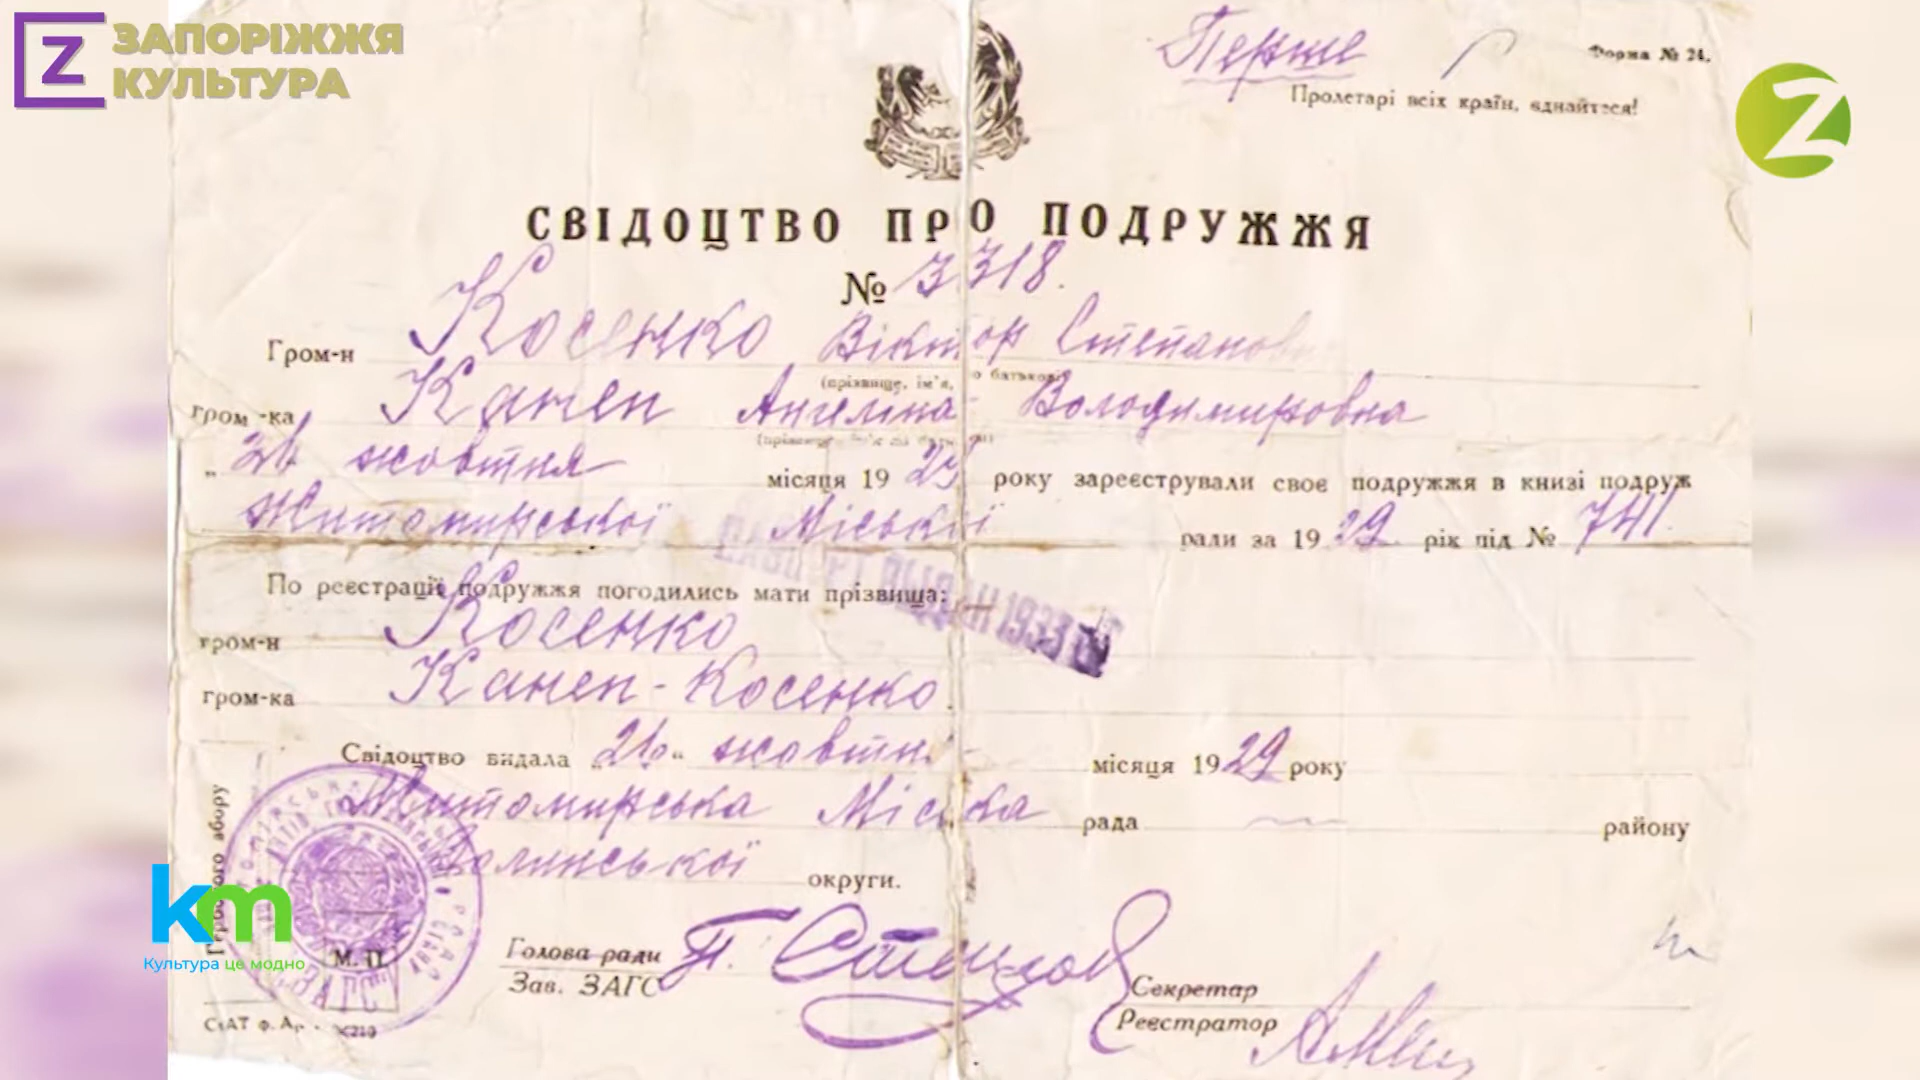 ЗАПОРІЖЖЯ
КУЛЬТУРА
Перше
Форма № 24.
Пролетарі всіх країн, єднайтеся!
СВІДОЦТВО ПРО ПОДРУЖЖЯ
№ 3318.
Гром-н Косенко Віктор Степанович
(прізвище, ім'я, по батькові)
гром-ка Канеп Ангеліна Володимировна
„26 жовтня місяця 1929 року зареєстрували своє подружжя в книзі подруж
Житомирської Міської ради за 1929 рік під № 741.
По реєстрації подружжя погодились мати прізвища:
1933
гром-н Косенко
гром-ка Канеп-Косенко
Свідоцтво видала „26“ жовтня місяця 1929 року
Житомирська Міська рада району
Волинської округи.
Гербового збору
km
Культура це модно
М. П.
ЗАГС
Голова ради
Зав. ЗАГС
Секретар
Реєстратор